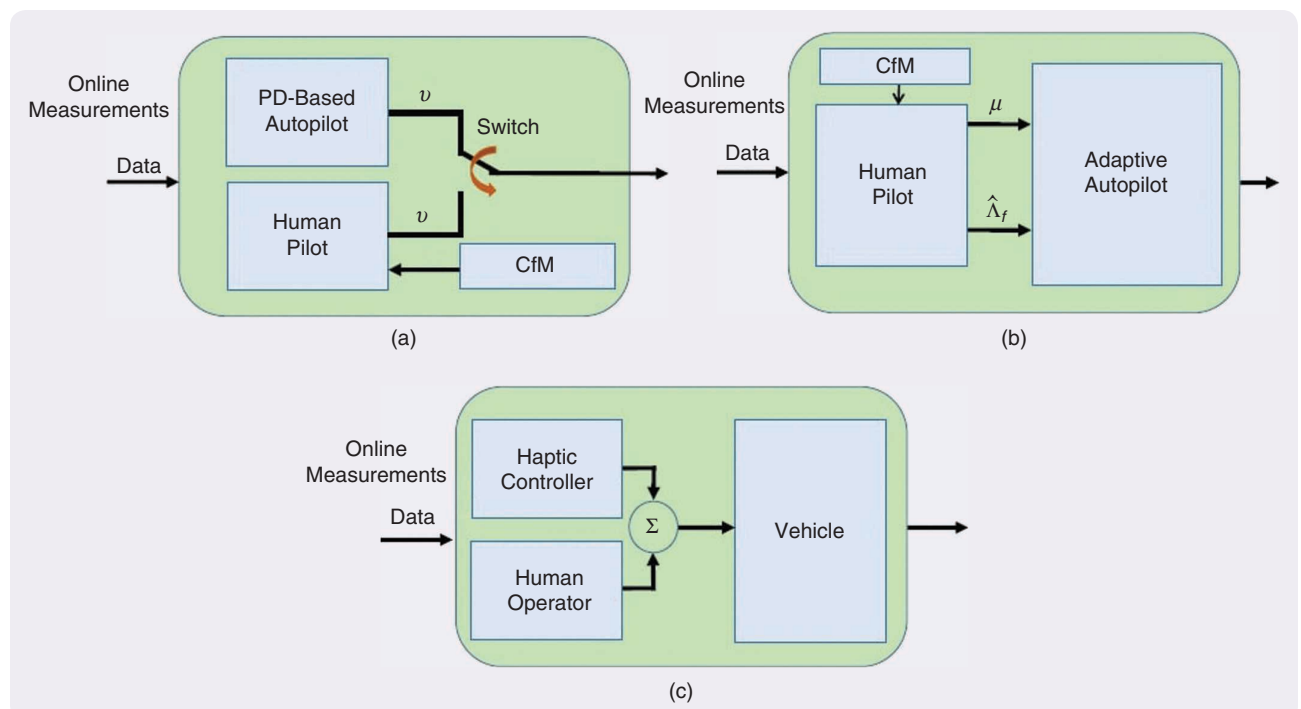 Online
Measurements
Data
PD-Based
Autopilot
υ
Switch
Human
Pilot
υ
CfM
(a)
Online
Measurements
Data
CfM
Human
Pilot
μ
Λ̂f
Adaptive
Autopilot
(b)
Online
Measurements
Data
Haptic
Controller
Σ
Human
Operator
Vehicle
(c)